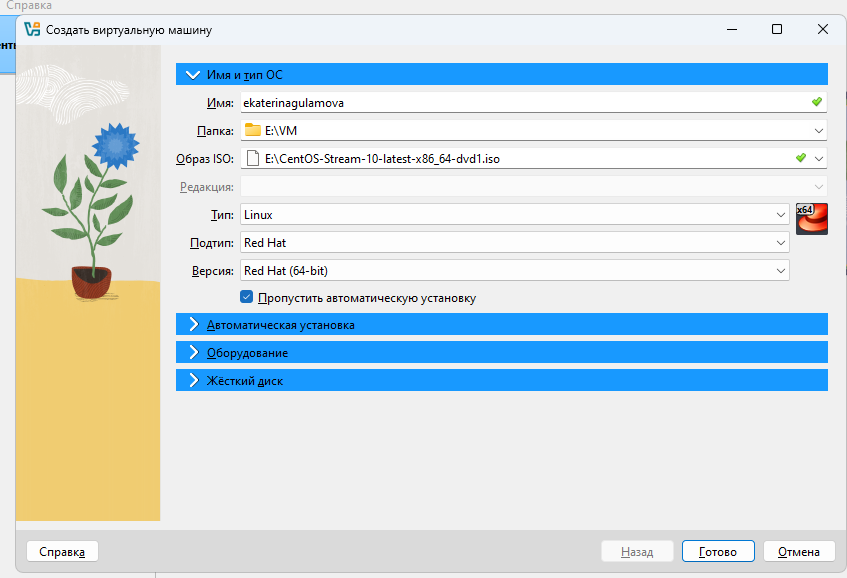 Справка
Создать виртуальную машину
Имя и тип ОС
Имя: ekaterinagulamova
Папка: E:\VM
Образ ISO: E:\CentOS-Stream-10-latest-x86_64-dvd1.iso
Редакция:
Тип: Linux
x64
Подтип: Red Hat
Версия: Red Hat (64-bit)
Пропустить автоматическую установку
Автоматическая установка
Оборудование
Жёсткий диск
Справка Назад Готово Отмена